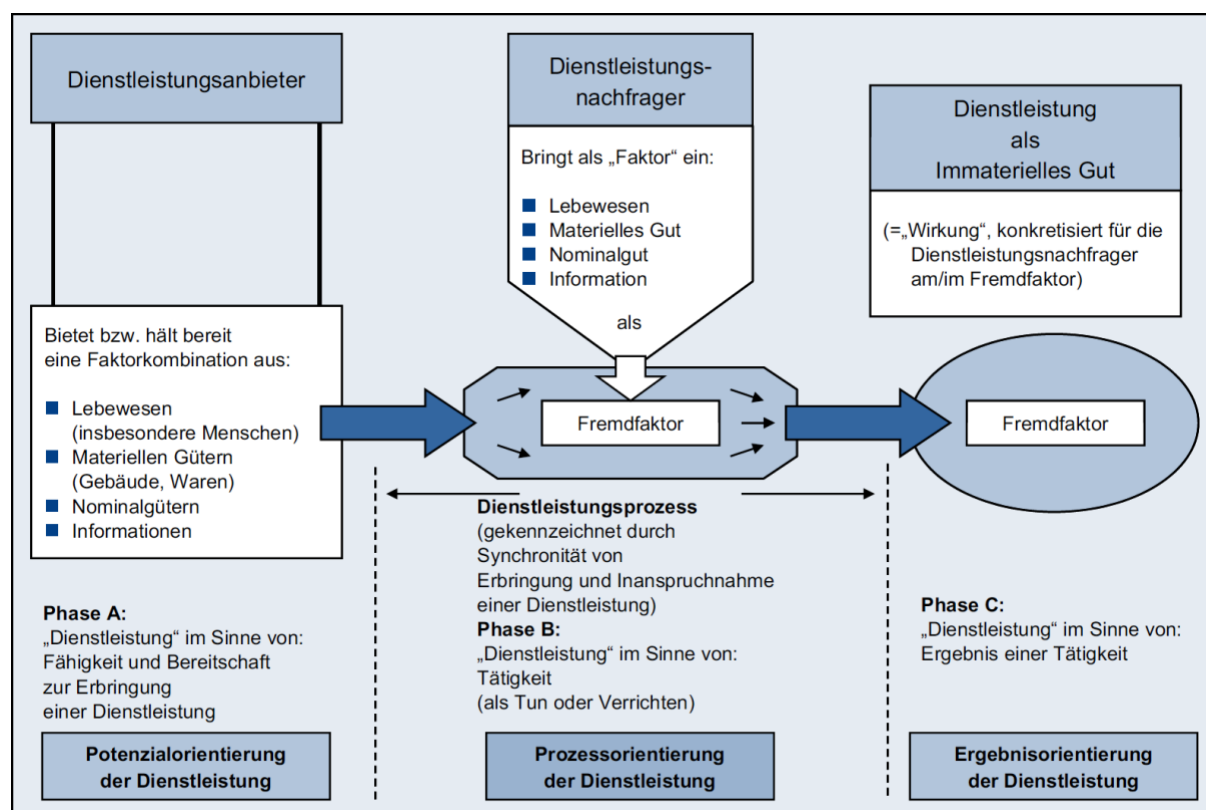 Dienstleistungsanbieter
Bietet bzw. hält bereit
eine Faktorkombination aus:
Lebewesen
(insbesondere Menschen)
Materiellen Gütern
(Gebäude, Waren)
Nominalgütern
Informationen
Phase A:
„Dienstleistung“ im Sinne von:
Fähigkeit und Bereitschaft
zur Erbringung
einer Dienstleistung
Potenzialorientierung
der Dienstleistung
Dienstleistungs-
nachfrager
Bringt als „Faktor“ ein:
Lebewesen
Materielles Gut
Nominalgut
Information
als
Fremdfaktor
Dienstleistungsprozess
(gekennzeichnet durch
Synchronität von
Erbringung und Inanspruchnahme
einer Dienstleistung)
Phase B:
„Dienstleistung“ im Sinne von:
Tätigkeit
(als Tun oder Verrichten)
Prozessorientierung
der Dienstleistung
Dienstleistung
als
Immaterielles Gut
(=„Wirkung“, konkretisiert für die
Dienstleistungsnachfrager
am/im Fremdfaktor)
Fremdfaktor
Phase C:
„Dienstleistung“ im Sinne von:
Ergebnis einer Tätigkeit
Ergebnisorientierung
der Dienstleistung